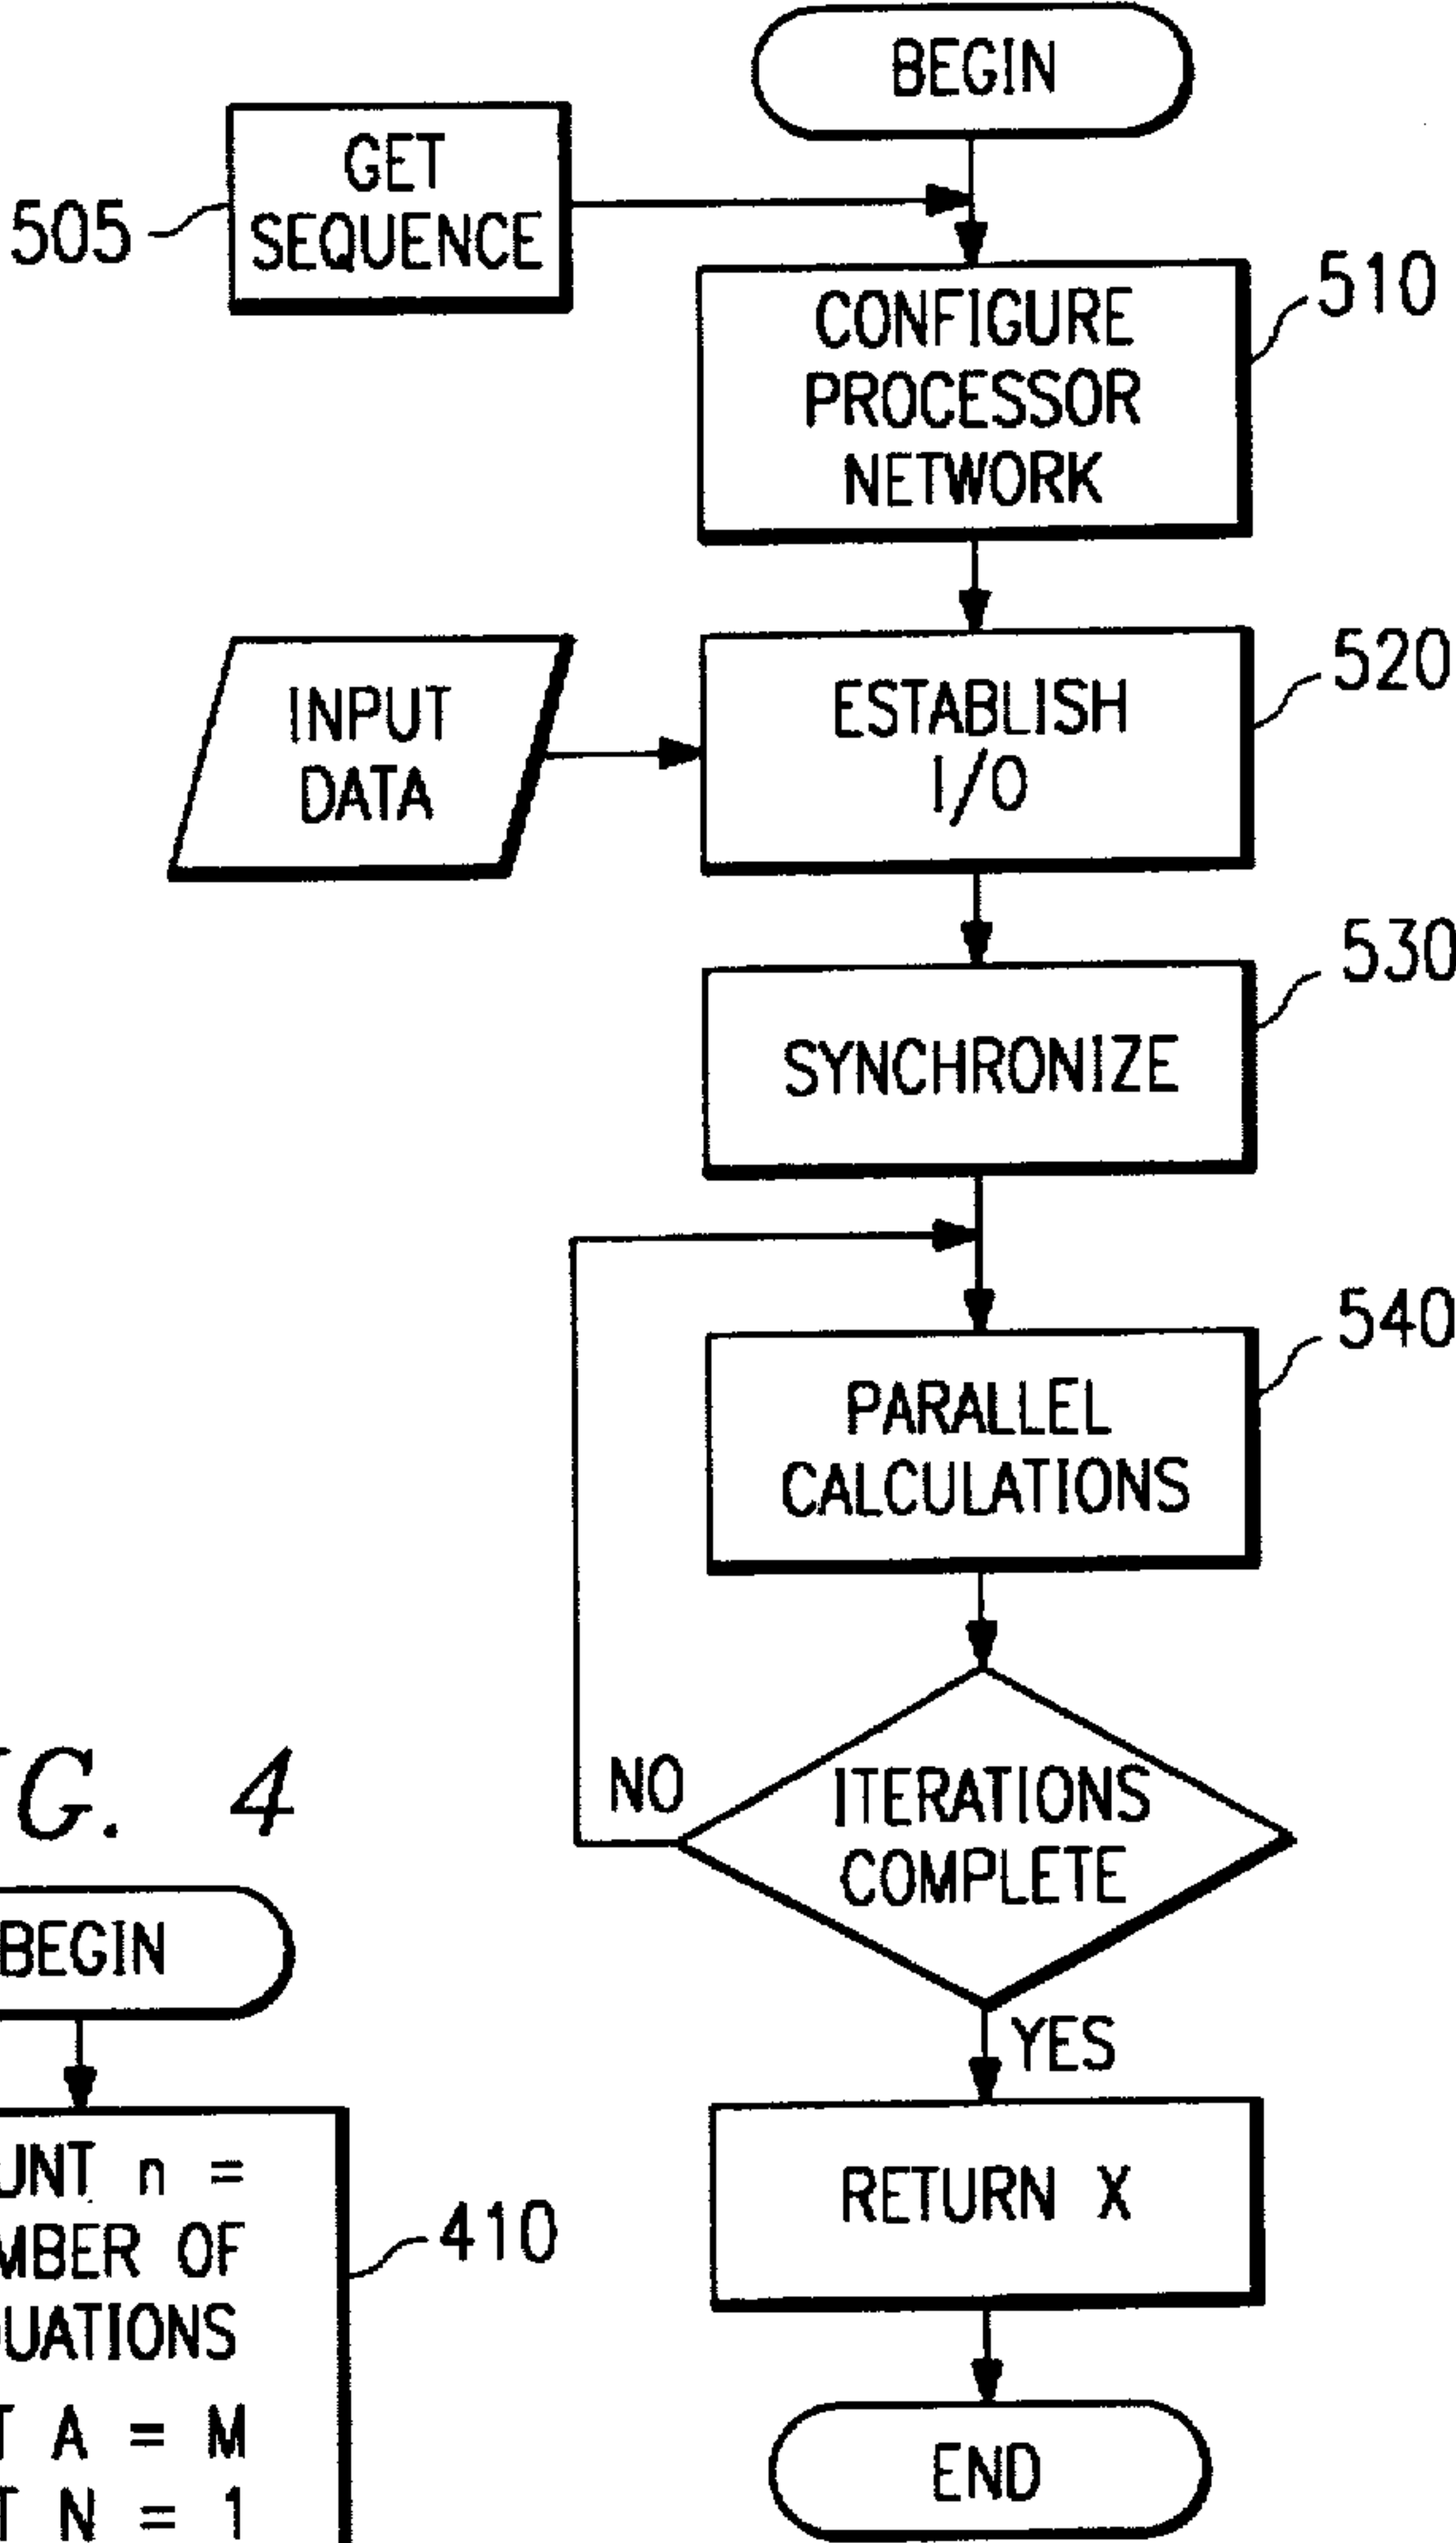 BEGIN
GET
SEQUENCE
505
CONFIGURE
PROCESSOR
NETWORK
510
INPUT
DATA
ESTABLISH
I/O
520
SYNCHRONIZE
530
PARALLEL
CALCULATIONS
540
NO
ITERATIONS
COMPLETE
YES
RETURN X
END
G. 4
BEGIN
UNT n =
MBER OF
UATIONS
T A = M
T N = 1
410